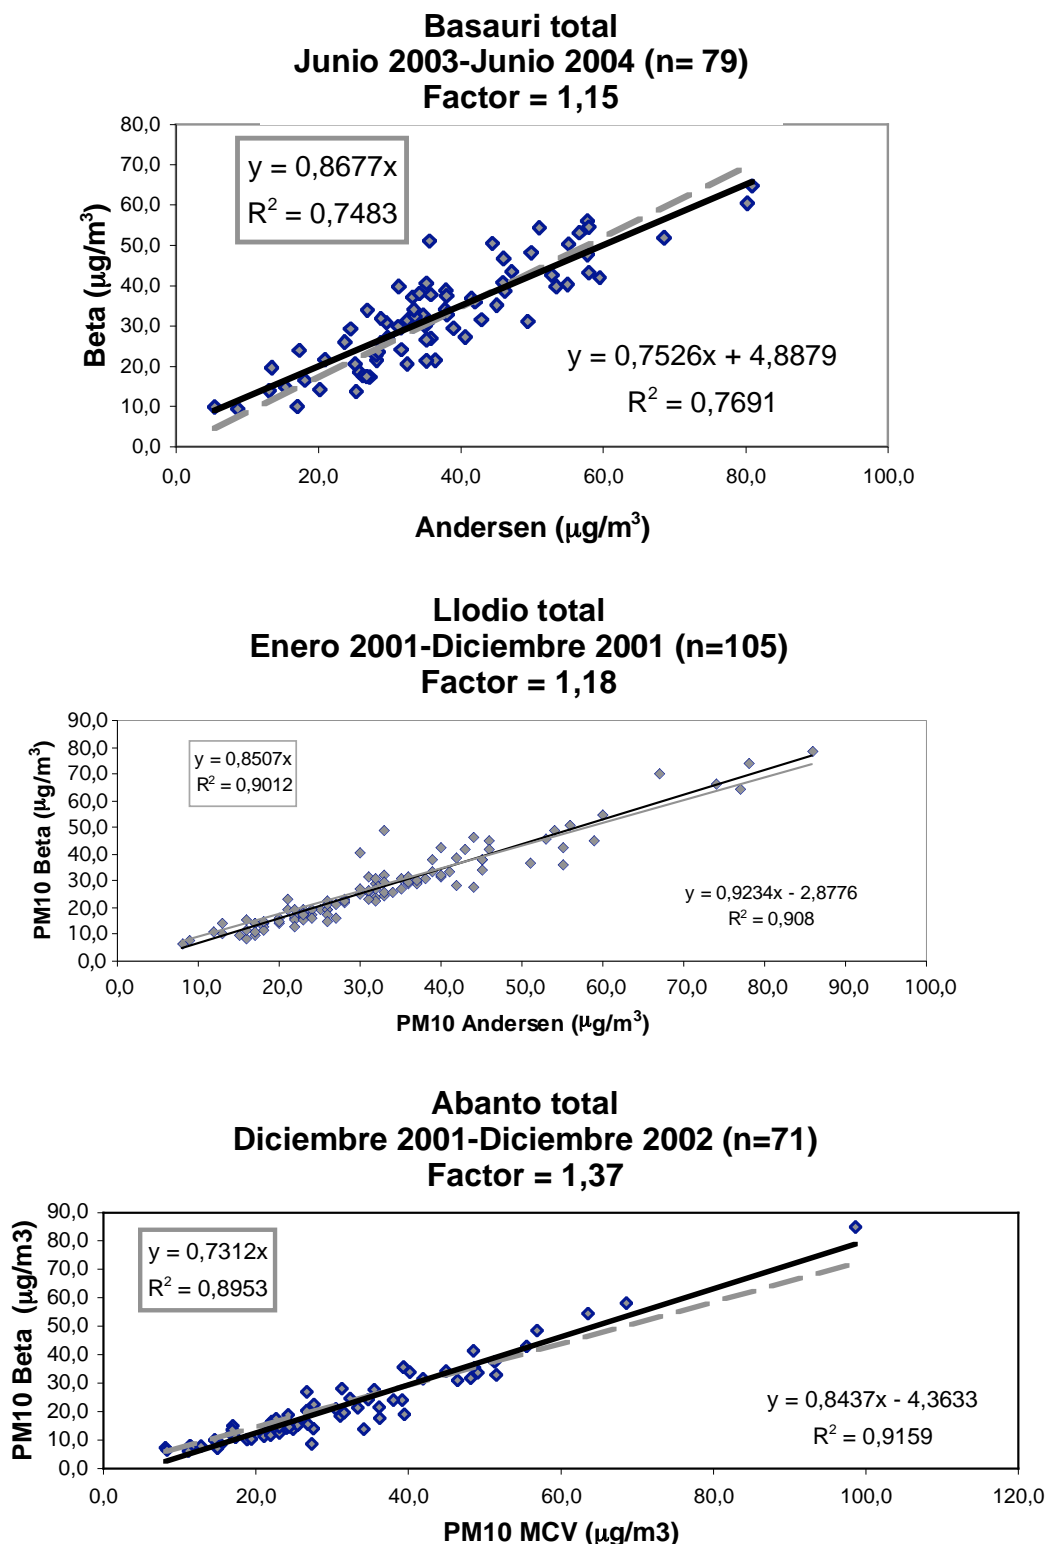 Basauri total
Junio 2003-Junio 2004 (n= 79)
Factor = 1,15
80,0
70,0
60,0
50,0
40,0
30,0
20,0
10,0
0,0
Beta (μg/m³)
y = 0,8677x
R² = 0,7483
y = 0,7526x + 4,8879
R² = 0,7691
0,0 20,0 40,0 60,0 80,0 100,0
Andersen (μg/m³)
Llodio total
Enero 2001-Diciembre 2001 (n=105)
Factor = 1,18
90,0
80,0
70,0
60,0
50,0
40,0
30,0
20,0
10,0
0,0
PM10 Beta (μg/m³)
y = 0,8507x
R² = 0,9012
y = 0,9234x - 2,8776
R² = 0,908
0,0 10,0 20,0 30,0 40,0 50,0 60,0 70,0 80,0 90,0 100,0
PM10 Andersen (μg/m³)
Abanto total
Diciembre 2001-Diciembre 2002 (n=71)
Factor = 1,37
90,0
80,0
70,0
60,0
50,0
40,0
30,0
20,0
10,0
0,0
PM10 Beta (μg/m3)
y = 0,7312x
R² = 0,8953
y = 0,8437x - 4,3633
R² = 0,9159
0,0 20,0 40,0 60,0 80,0 100,0 120,0
PM10 MCV (μg/m3)